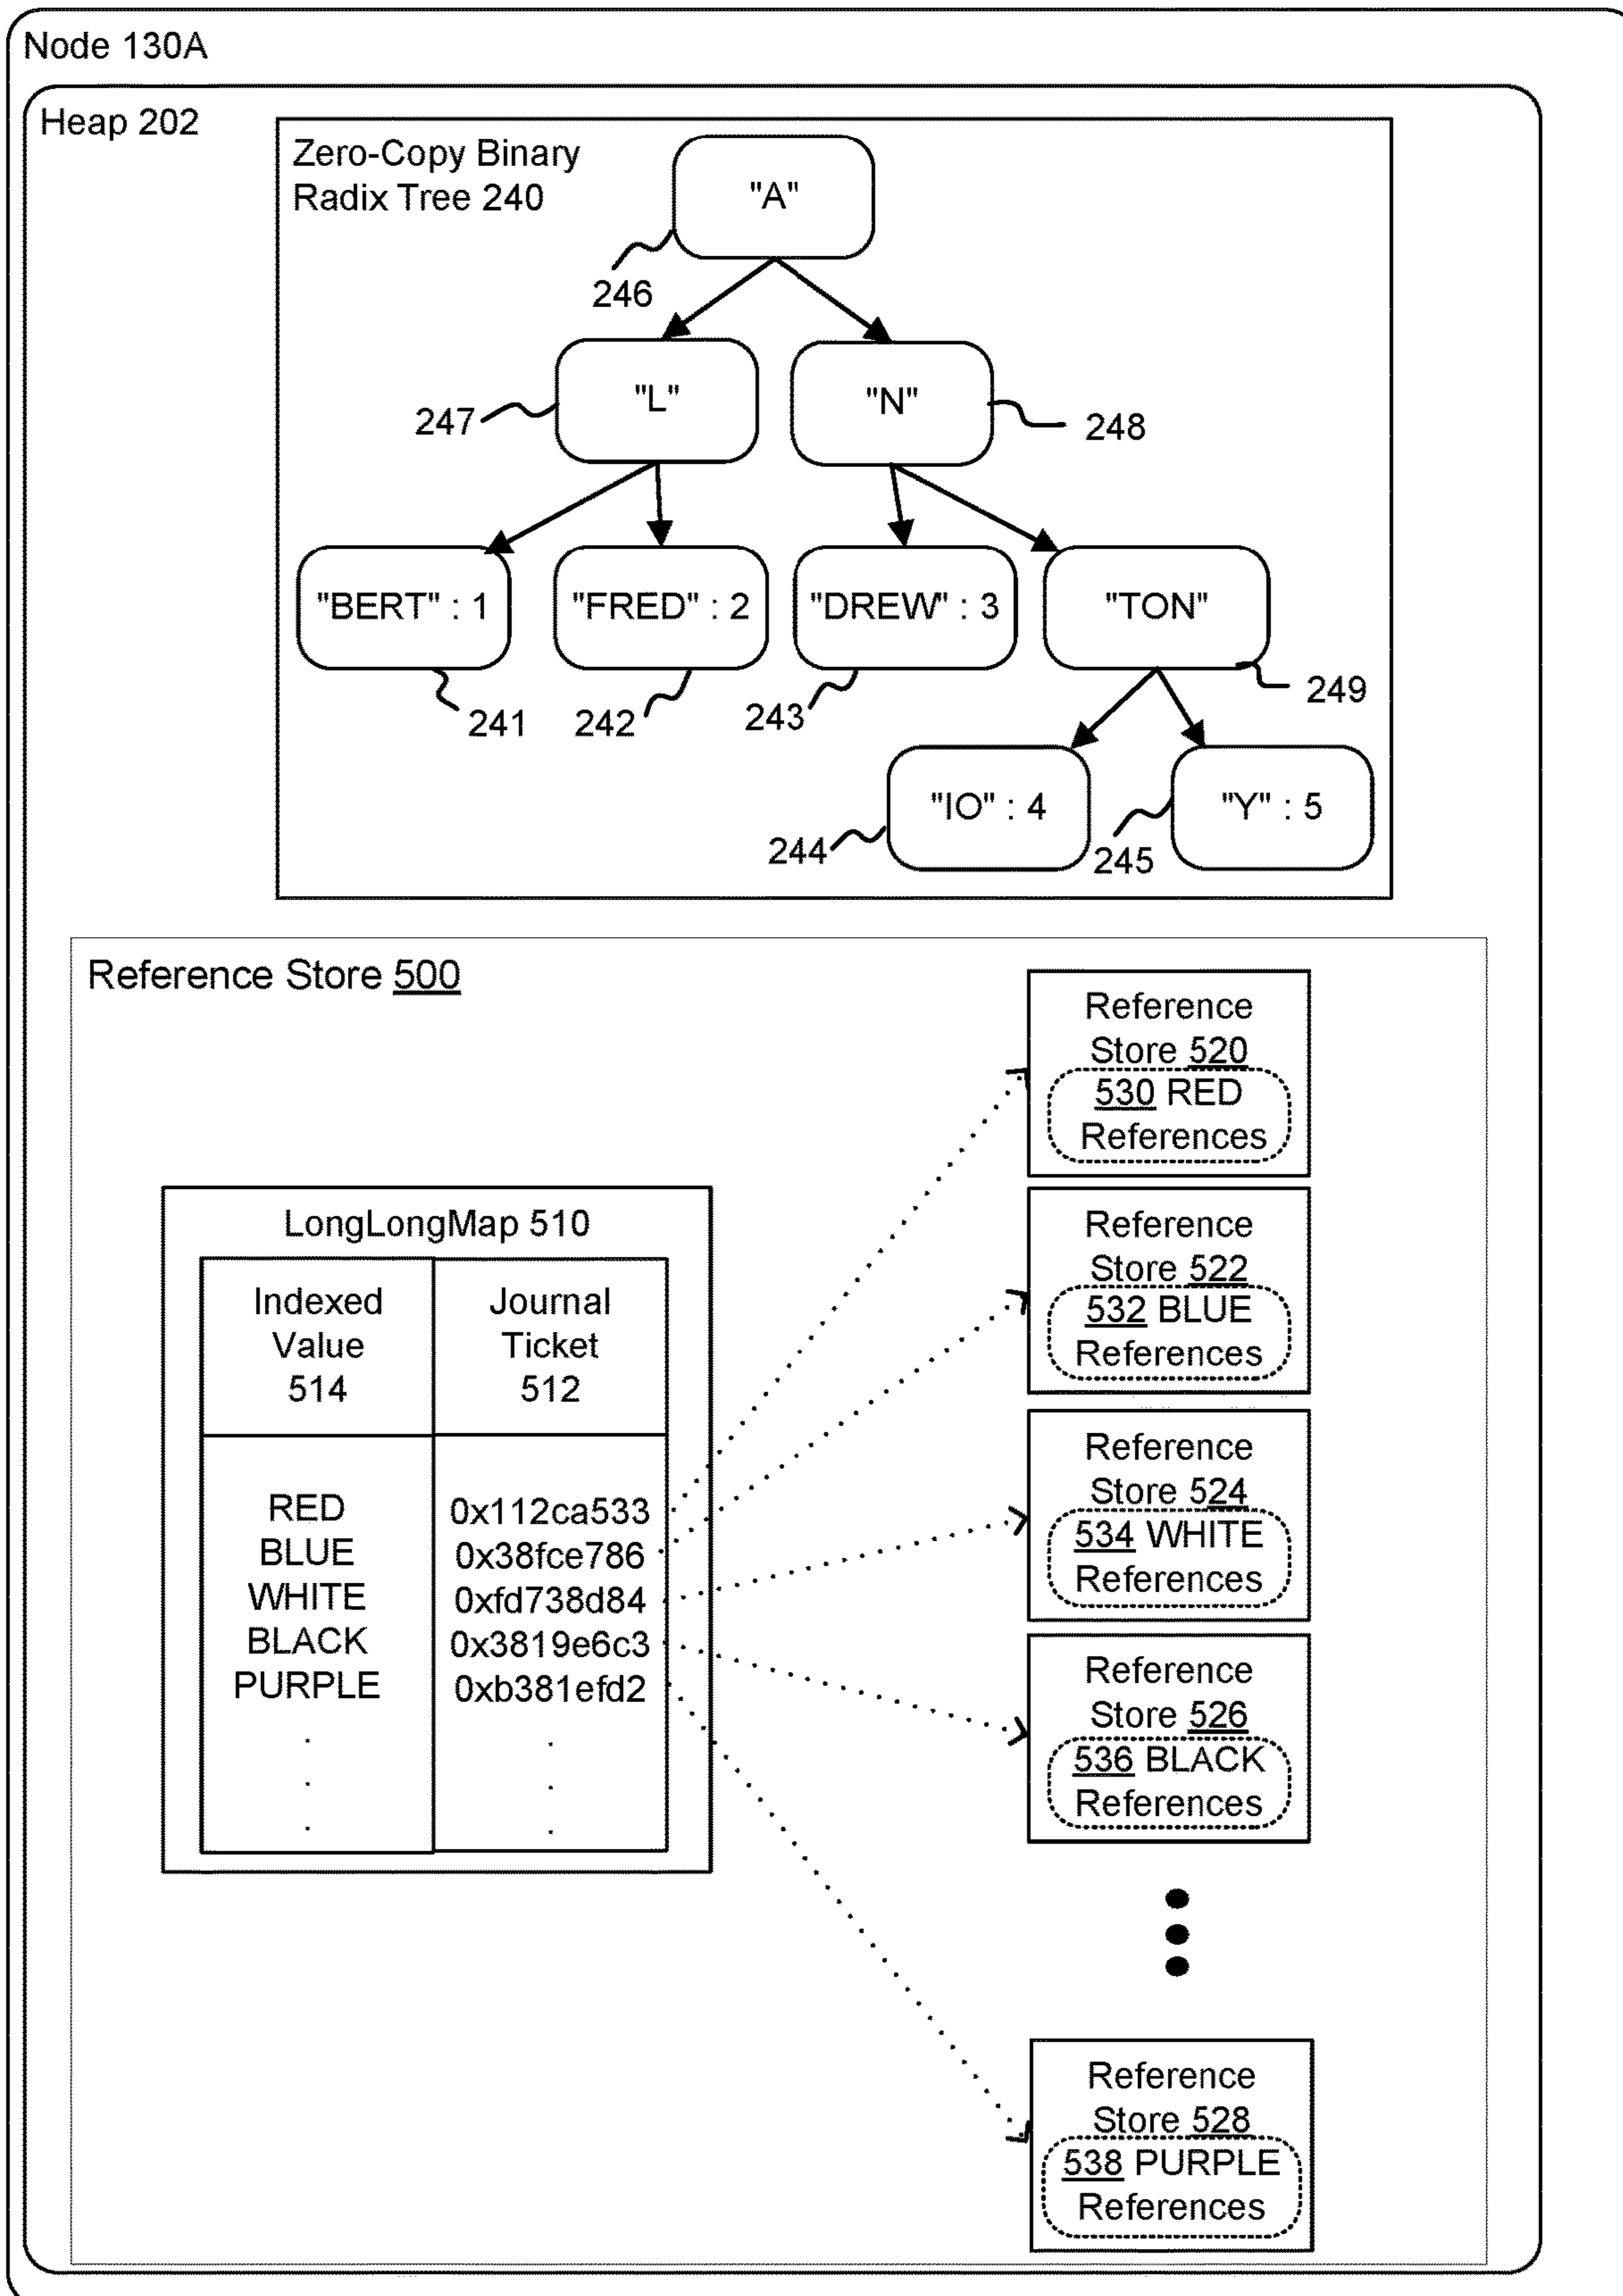 Node 130A
Heap 202
Zero-Copy Binary
Radix Tree 240
"A"
246
"L"
"N"
247
248
"BERT" : 1
"FRED" : 2
"DREW" : 3
"TON"
241
242
243
249
"IO" : 4
"Y" : 5
244
245
Reference Store 500
Reference
Store 520
530 RED
References
Reference
Store 522
532 BLUE
References
LongLongMap 510
Indexed
Value
514
Journal
Ticket
512
RED 0x112ca533
BLUE 0x38fce786
WHITE 0xfd738d84
BLACK 0x3819e6c3
PURPLE 0xb381efd2
Reference
Store 524
534 WHITE
References
Reference
Store 526
536 BLACK
References
Reference
Store 528
538 PURPLE
References